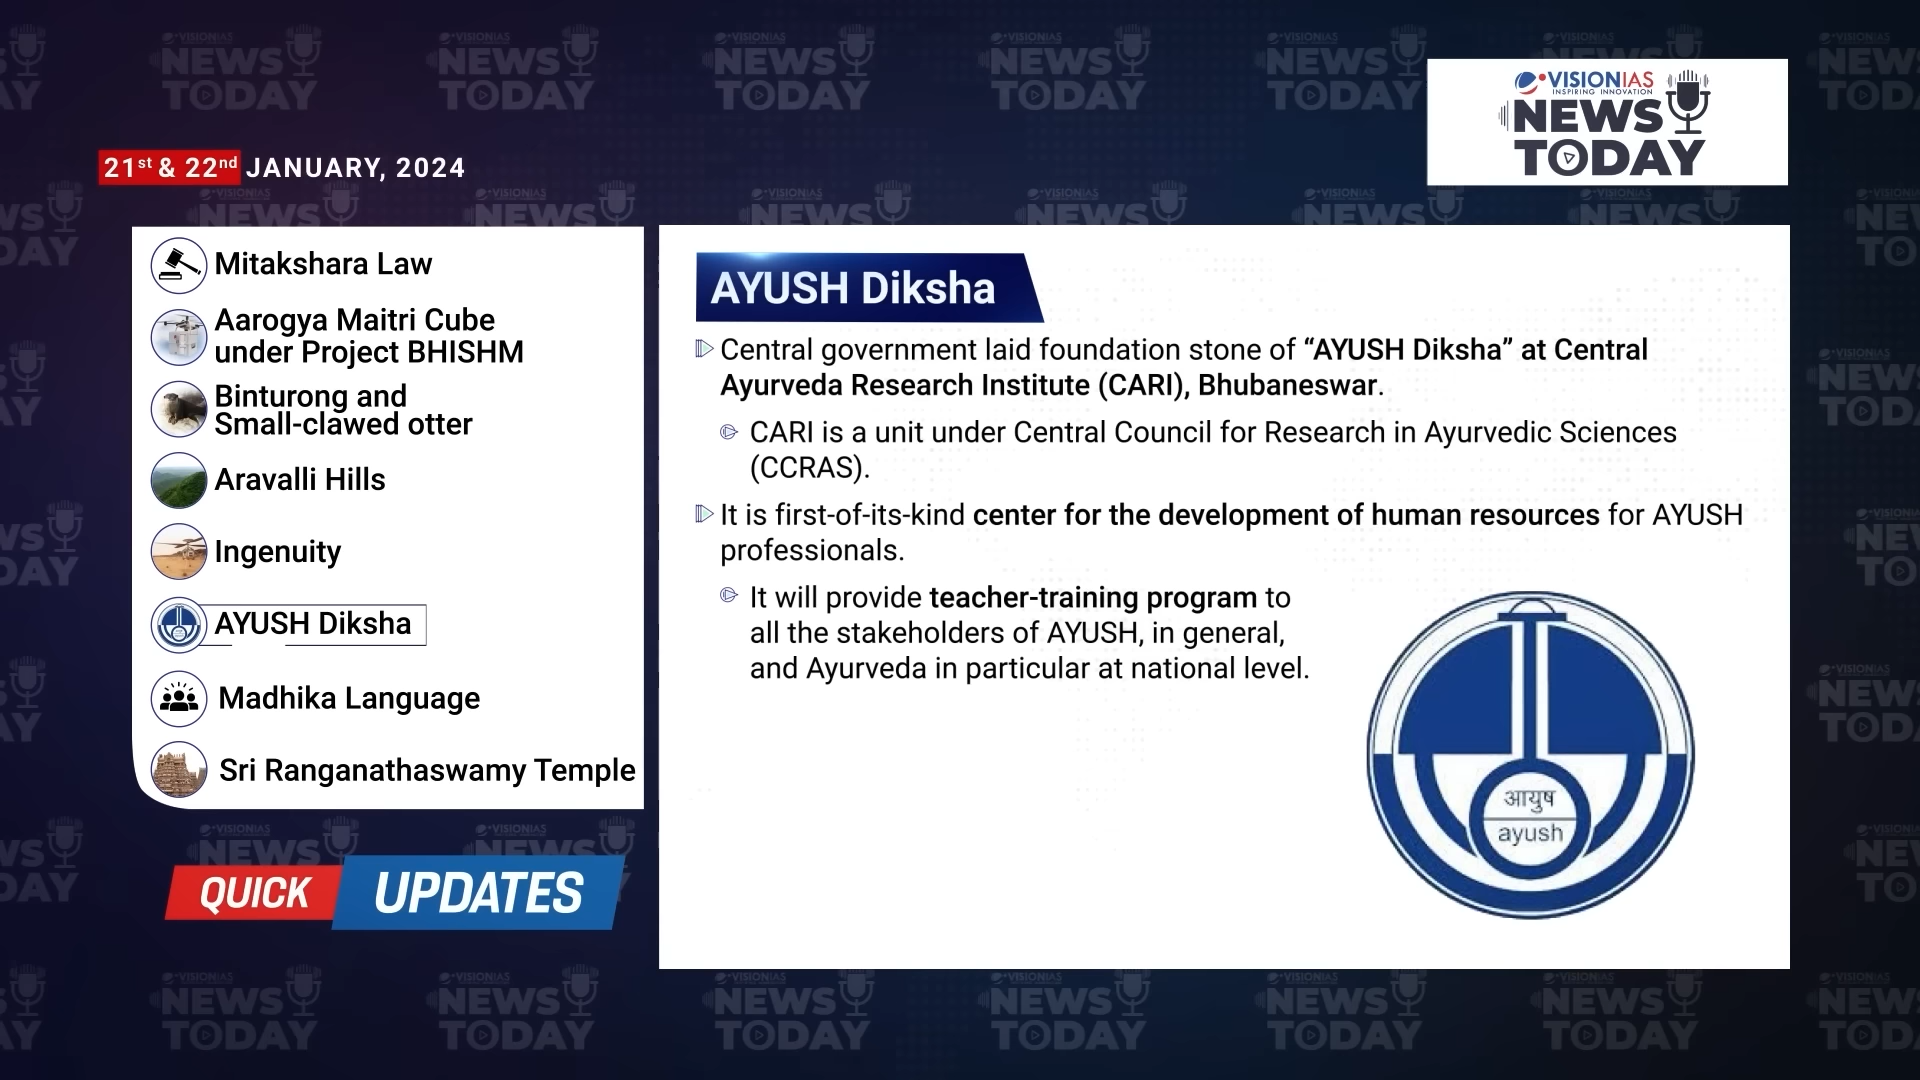 VISIONIAS
INSPIRING INNOVATION
NEWS
TODAY
21st & 22nd JANUARY, 2024
Mitakshara Law
Aarogya Maitri Cube
under Project BHISHM
Binturong and
Small-clawed otter
Aravalli Hills
Ingenuity
AYUSH Diksha
Madhika Language
Sri Ranganathaswamy Temple
QUICK UPDATES
AYUSH Diksha
Central government laid foundation stone of “AYUSH Diksha” at Central
Ayurveda Research Institute (CARI), Bhubaneswar.
CARI is a unit under Central Council for Research in Ayurvedic Sciences
(CCRAS).
It is first-of-its-kind center for the development of human resources for AYUSH
professionals.
It will provide teacher-training program to
all the stakeholders of AYUSH, in general,
and Ayurveda in particular at national level.
आयुष
ayush